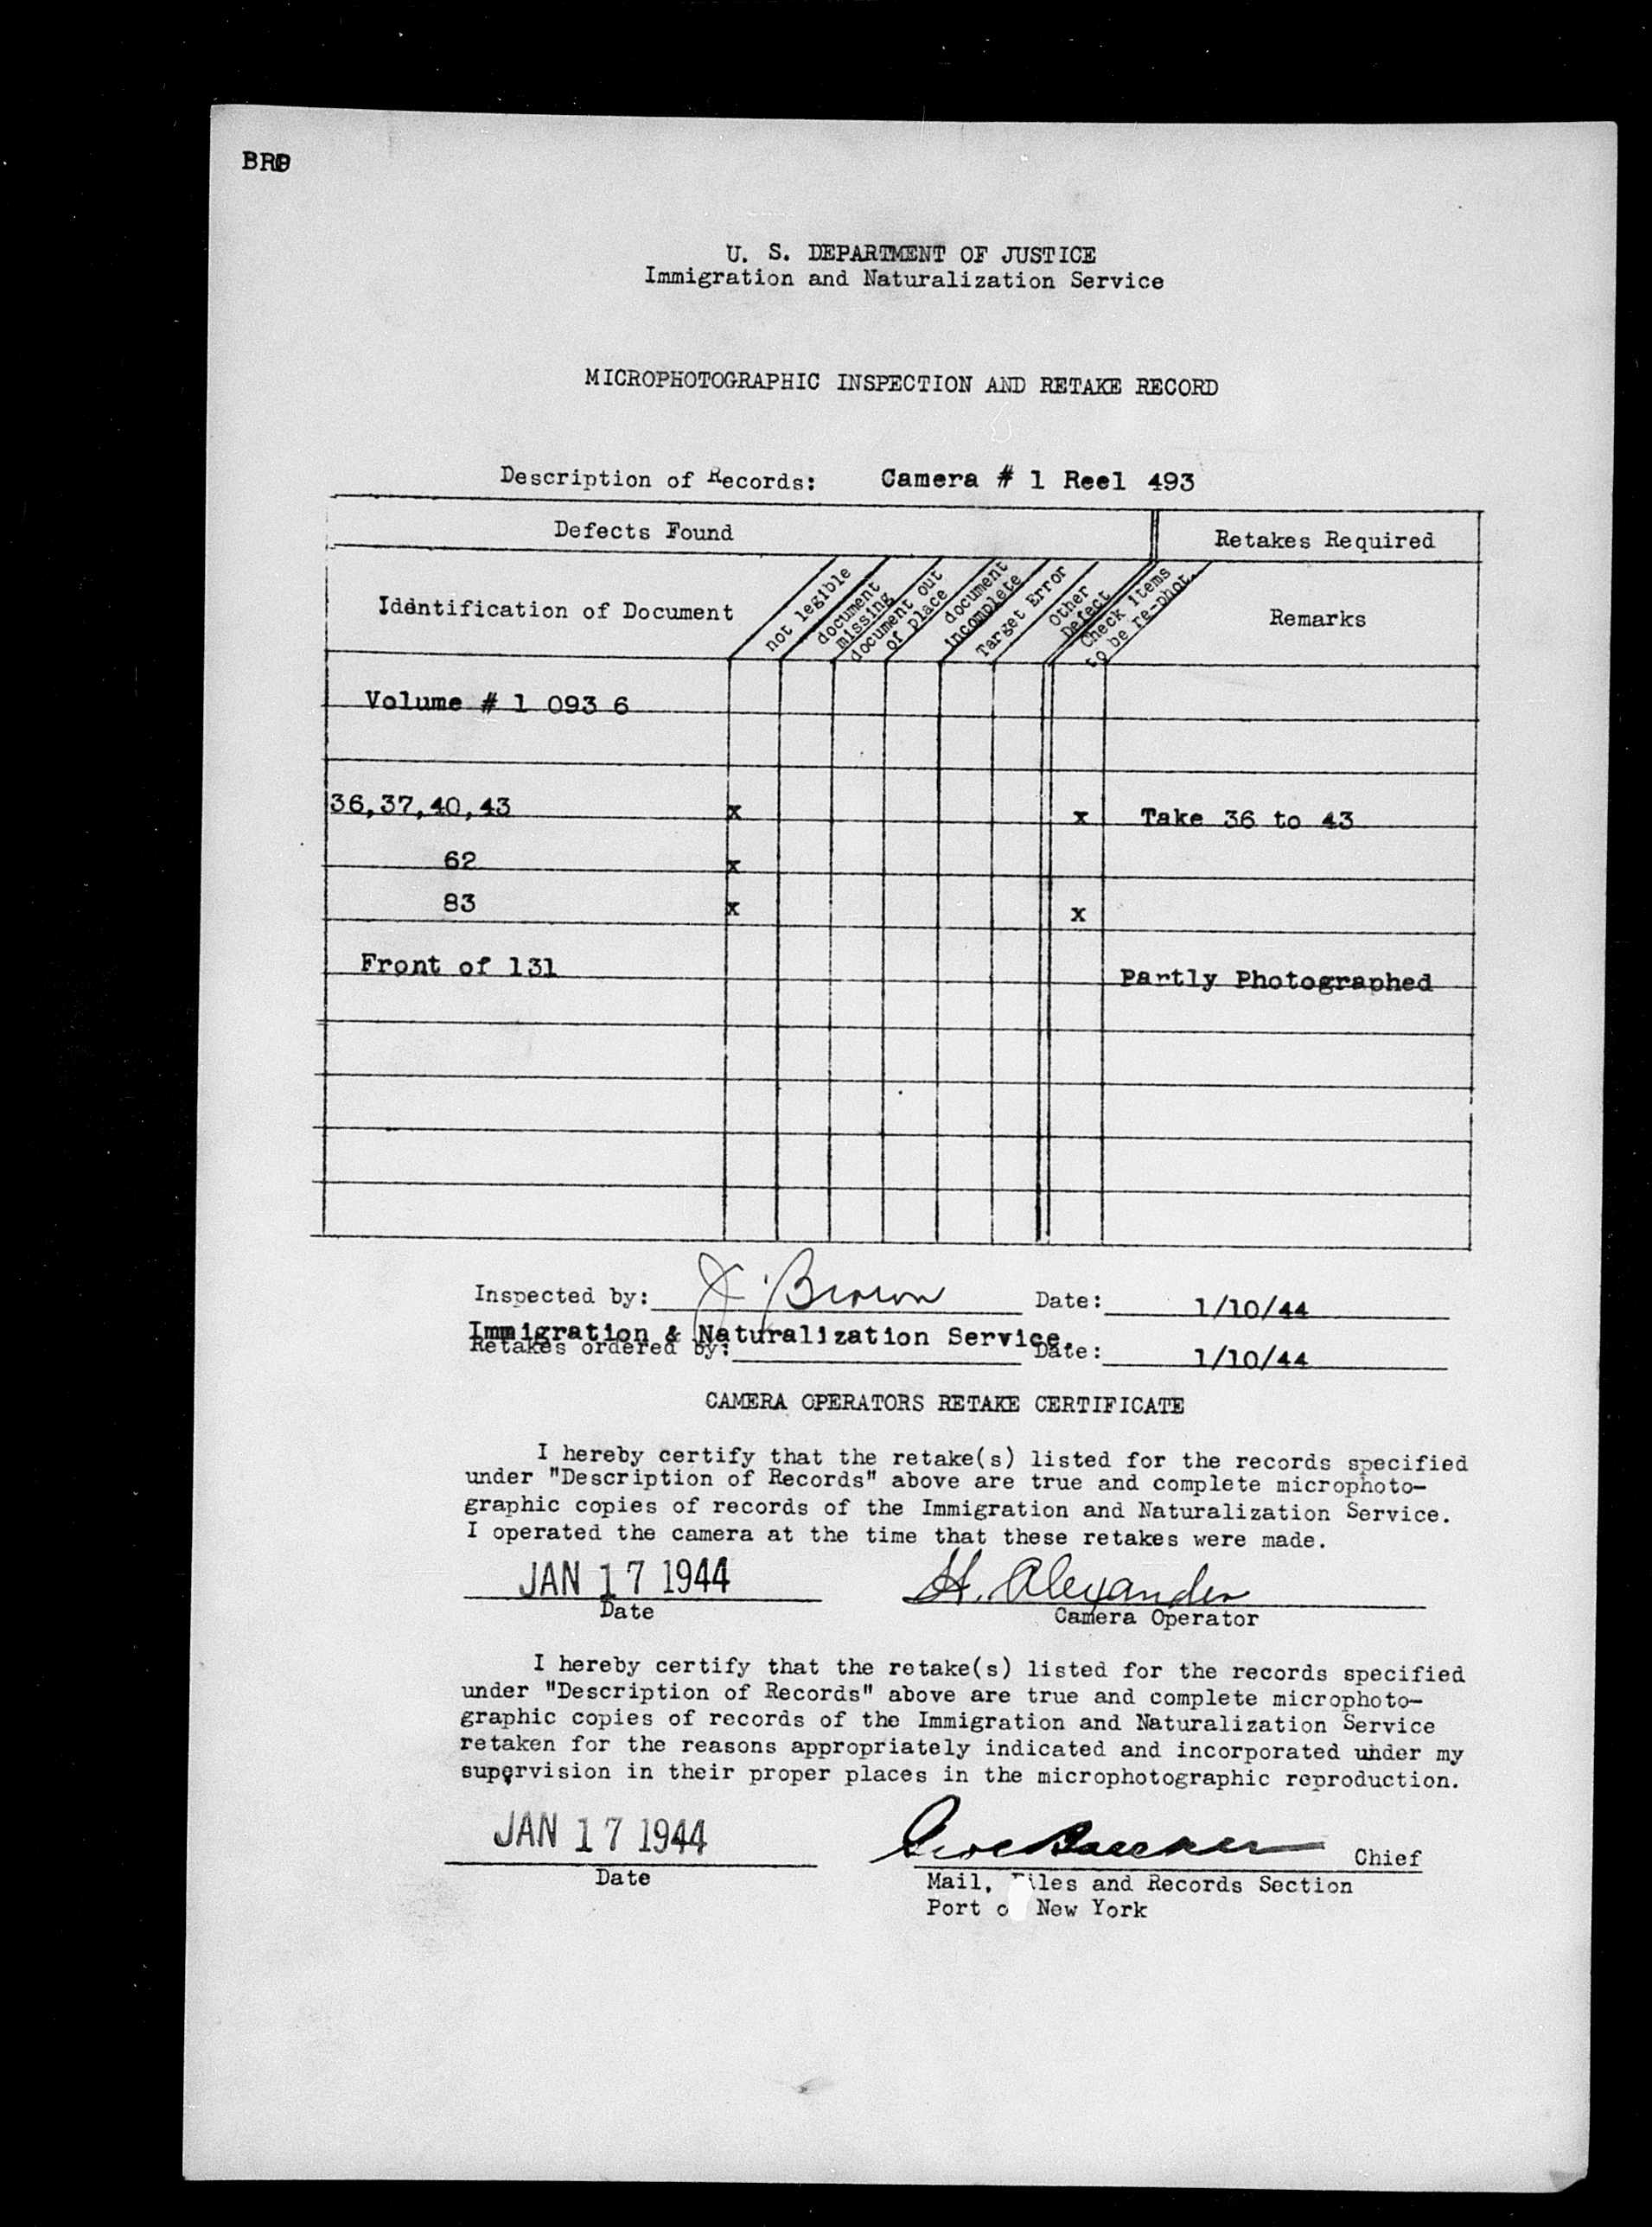 U. S. DEPARTMENT OF JUSTICE
Immigration and Naturalization Service
MICROPHOTOGRAPHIC INSPECTION AND RETAKE RECORD
Description of Records: Camera # 1 Reel 493
Defects Found Retakes Required
Identification of Document
not legible
document missing
document out of place
document incomplete
Target Error
Other Defect
Check items to be re-phot.
Remarks
Volume # 1 093 6
36,37,40,43 x x Take 36 to 43
62 x
83 x x
Front of 131 Partly Photographed
Inspected by: J. Brown Date: 1/10/44
Immigration & Naturalization Service.
Retakes ordered by: Date: 1/10/44
CAMERA OPERATORS RETAKE CERTIFICATE
I hereby certify that the retake(s) listed for the records specified
under "Description of Records" above are true and complete microphoto-
graphic copies of records of the Immigration and Naturalization Service.
I operated the camera at the time that these retakes were made.
JAN 17 1944 H. Alexander
Date Camera Operator
I hereby certify that the retake(s) listed for the records specified
under "Description of Records" above are true and complete microphoto-
graphic copies of records of the Immigration and Naturalization Service
retaken for the reasons appropriately indicated and incorporated under my
supervision in their proper places in the microphotographic reproduction.
JAN 17 1944 Chief
Date Mail, Files and Records Section
Port of New York